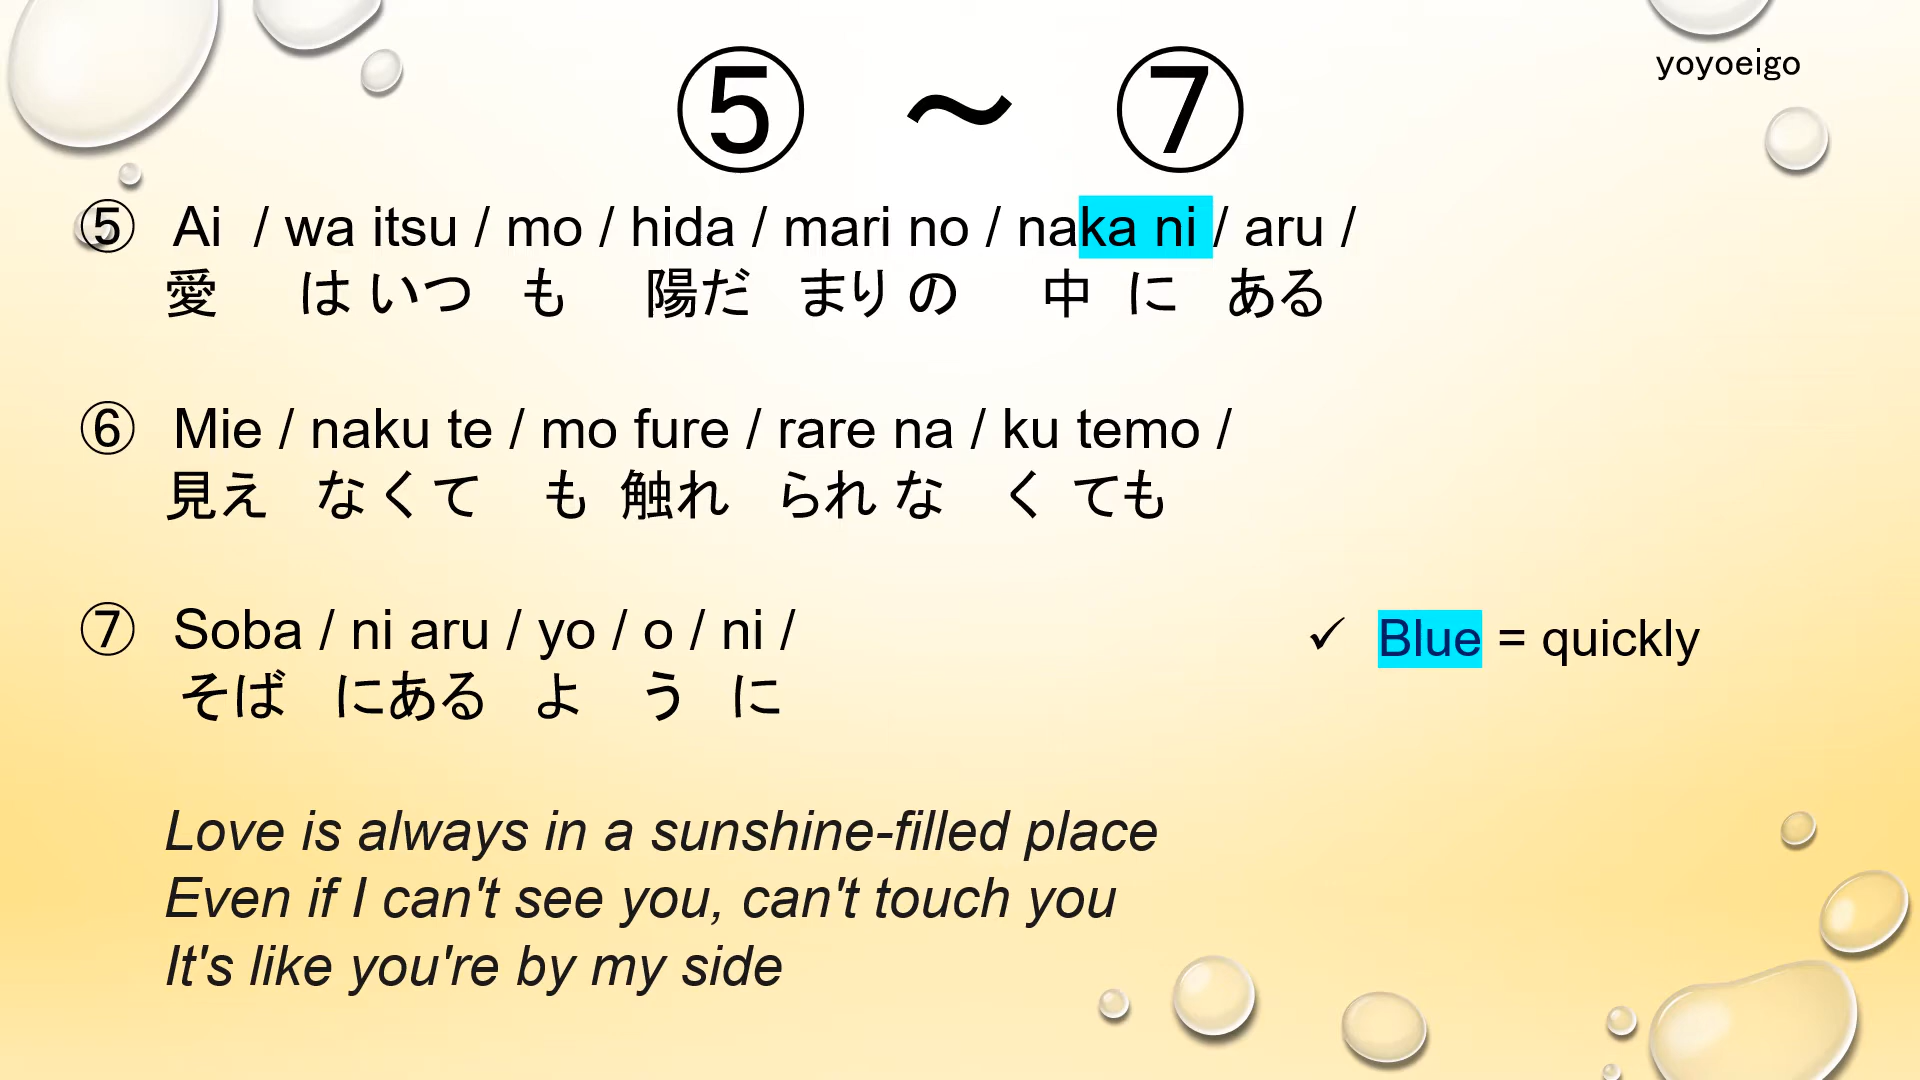 ⑤ ～ ⑦
yoyoeigo
⑤ Ai / wa itsu / mo / hida / mari no / naka ni / aru /
愛 は いつ も 陽だ まり の 中 に ある
⑥ Mie / naku te / mo fure / rare na / ku temo /
見え な く て も 触れ られ な く ても
⑦ Soba / ni aru / yo / o / ni /
そば にある よ う に
✓ Blue = quickly
Love is always in a sunshine-filled place
Even if I can't see you, can't touch you
It's like you're by my side